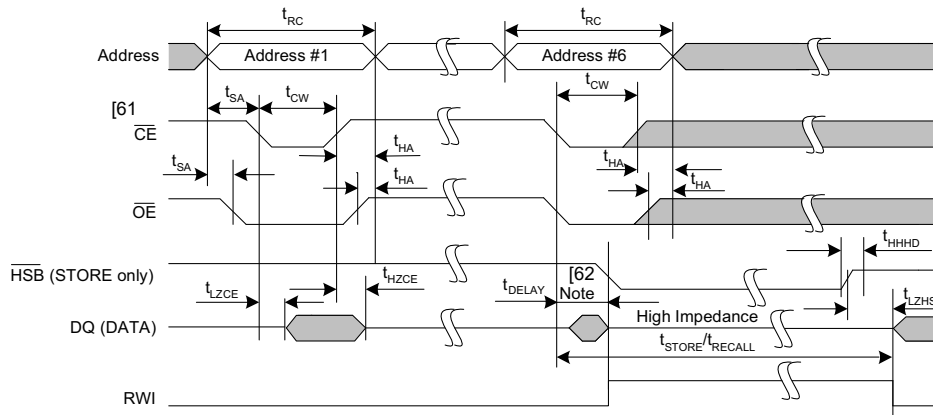 tRC
tRC
Address
Address #1
Address #6
tSA
tCW
tCW
[61
CE
tSA
tHA
tHA
tHA
tHA
OE
tHHHD
HSB (STORE only)
tHZCE
[62
tLZCE
tDELAY
Note
tLZHS
High Impedance
DQ (DATA)
tSTORE/tRECALL
RWI